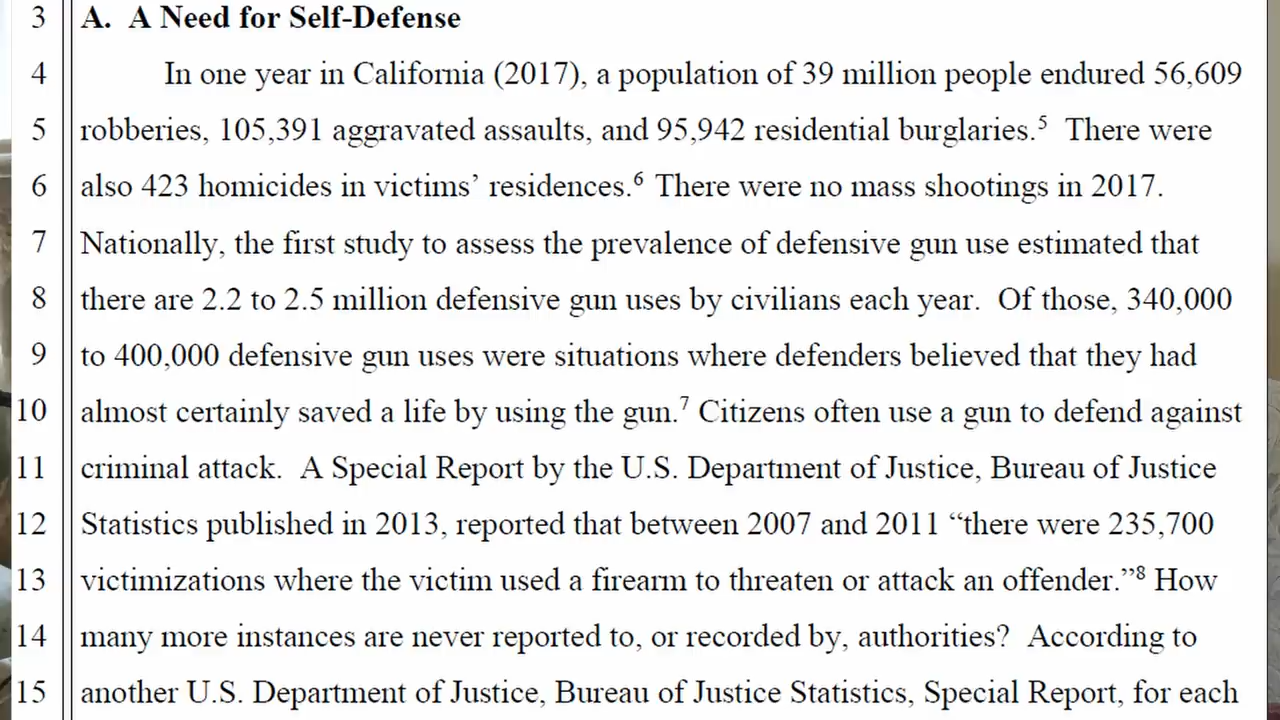 3 A. A Need for Self-Defense
4 In one year in California (2017), a population of 39 million people endured 56,609
5 robberies, 105,391 aggravated assaults, and 95,942 residential burglaries.⁵ There were
6 also 423 homicides in victims’ residences.⁶ There were no mass shootings in 2017.
7 Nationally, the first study to assess the prevalence of defensive gun use estimated that
8 there are 2.2 to 2.5 million defensive gun uses by civilians each year. Of those, 340,000
9 to 400,000 defensive gun uses were situations where defenders believed that they had
10 almost certainly saved a life by using the gun.⁷ Citizens often use a gun to defend against
11 criminal attack. A Special Report by the U.S. Department of Justice, Bureau of Justice
12 Statistics published in 2013, reported that between 2007 and 2011 “there were 235,700
13 victimizations where the victim used a firearm to threaten or attack an offender.”⁸ How
14 many more instances are never reported to, or recorded by, authorities? According to
15 another U.S. Department of Justice, Bureau of Justice Statistics, Special Report, for each